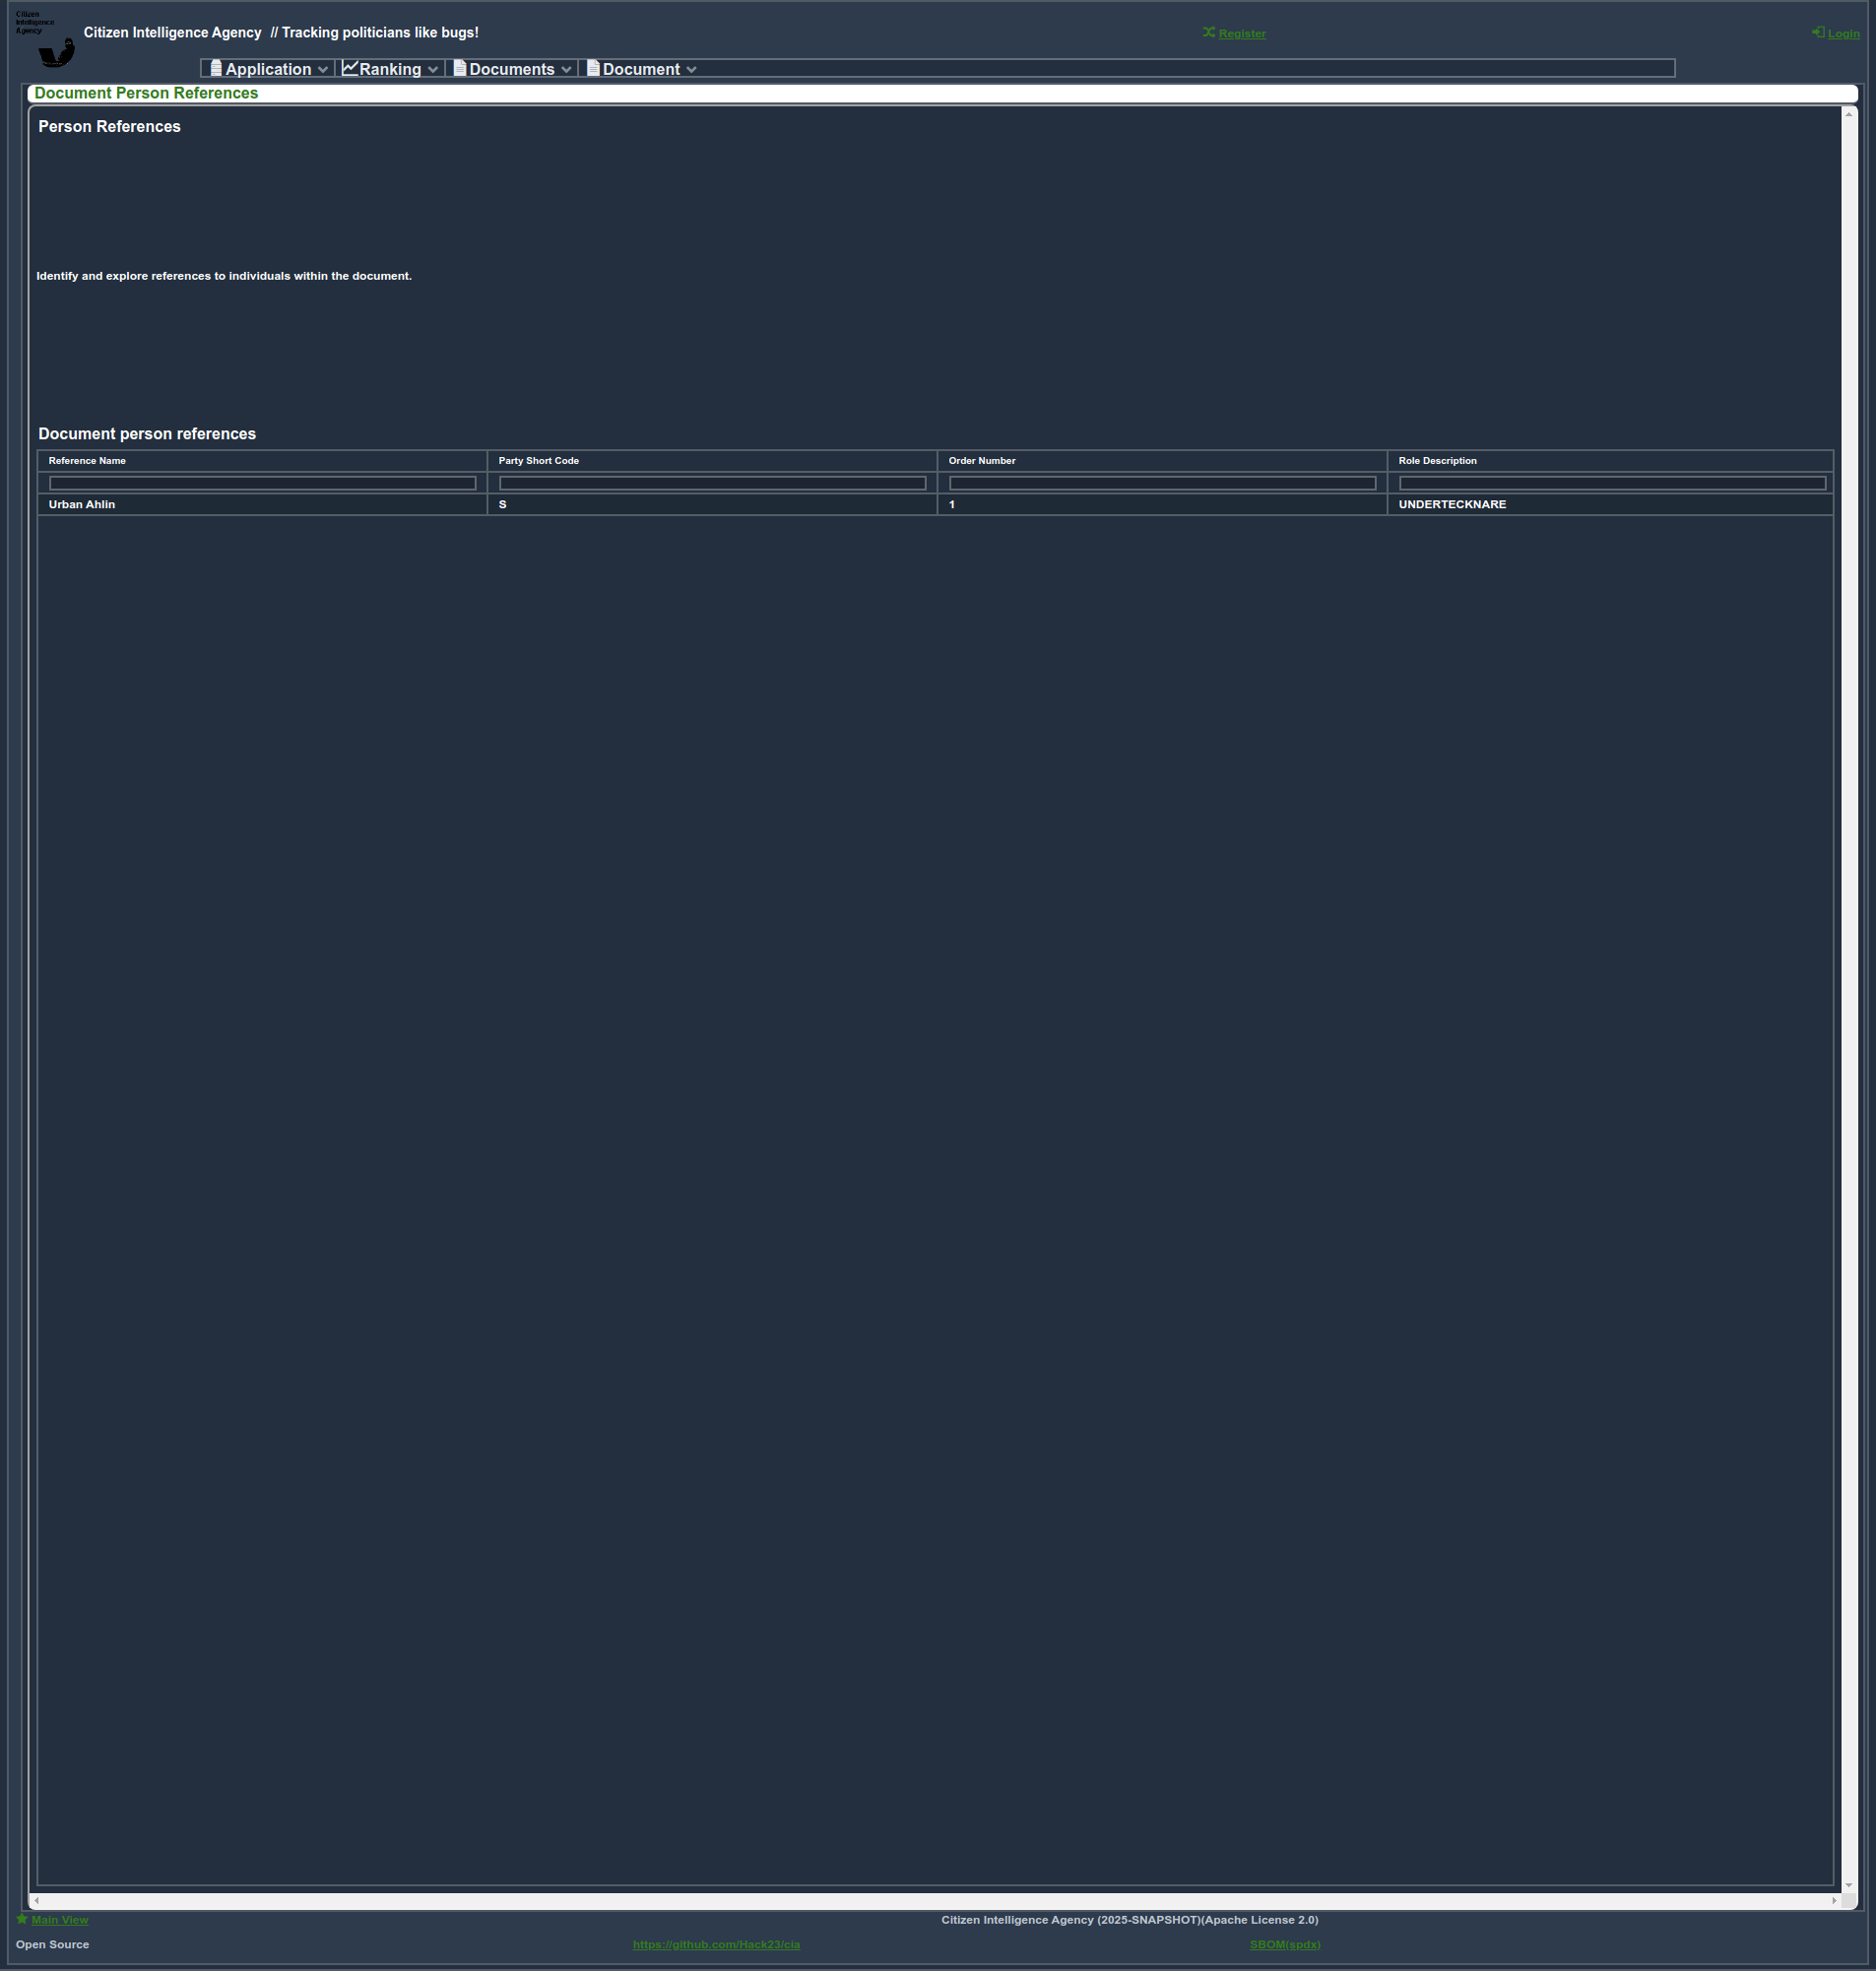 Citizen
Intelligence
Agency
Citizen Intelligence Agency // Tracking politicians like bugs!
Register
Login
Application
Ranking
Documents
Document
Document Person References
Person References
Identify and explore references to individuals within the document.
Document person references
Reference Name
Party Short Code
Order Number
Role Description
Urban Ahlin
S
1
UNDERTECKNARE
Main View
Citizen Intelligence Agency (2025-SNAPSHOT)(Apache License 2.0)
Open Source
https://github.com/Hack23/cia
SBOM(spdx)